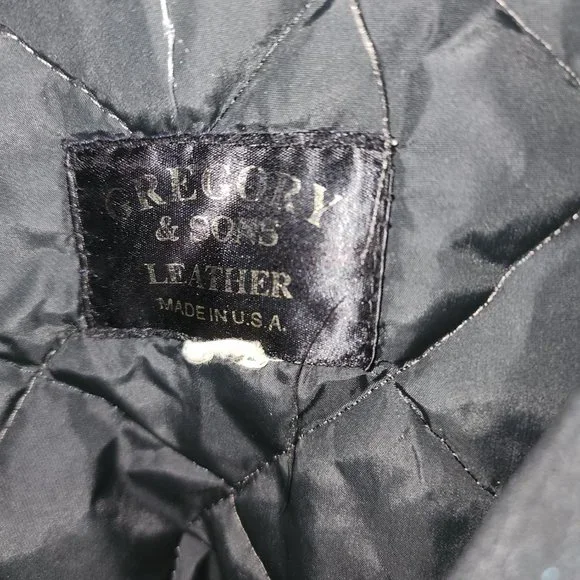 GREGORY
& SONS
LEATHER
MADE IN U.S.A.